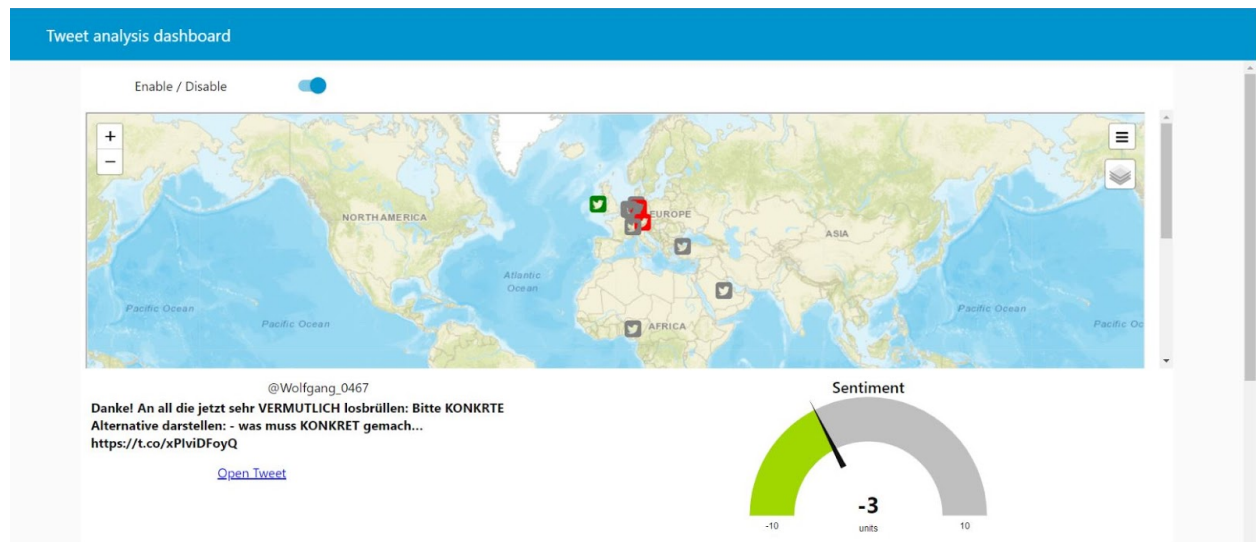 Tweet analysis dashboard
Enable / Disable
+
−
NORTH AMERICA
EUROPE
ASIA
Atlantic
Ocean
Pacific Ocean
Pacific Ocean
Pacific Ocean
Pacific Oc
AFRICA
@Wolfgang_0467
Danke! An all die jetzt sehr VERMUTLICH losbrüllen: Bitte KONKRTE
Alternative darstellen: - was muss KONKRET gemach...
https://t.co/xPlviDFoyQ
Open Tweet
Sentiment
-3
-10
units
10